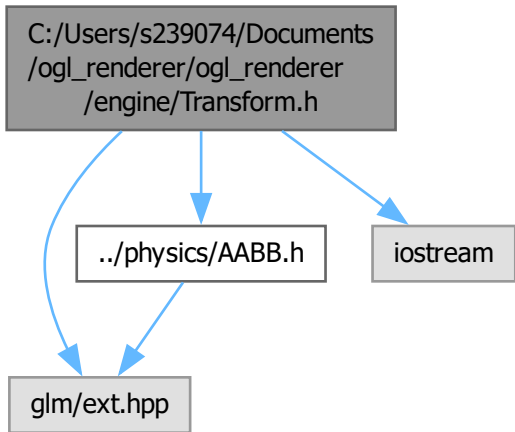 C:/Users/s239074/Documents
/ogl_renderer/ogl_renderer
/engine/Transform.h
../physics/AABB.h
iostream
glm/ext.hpp